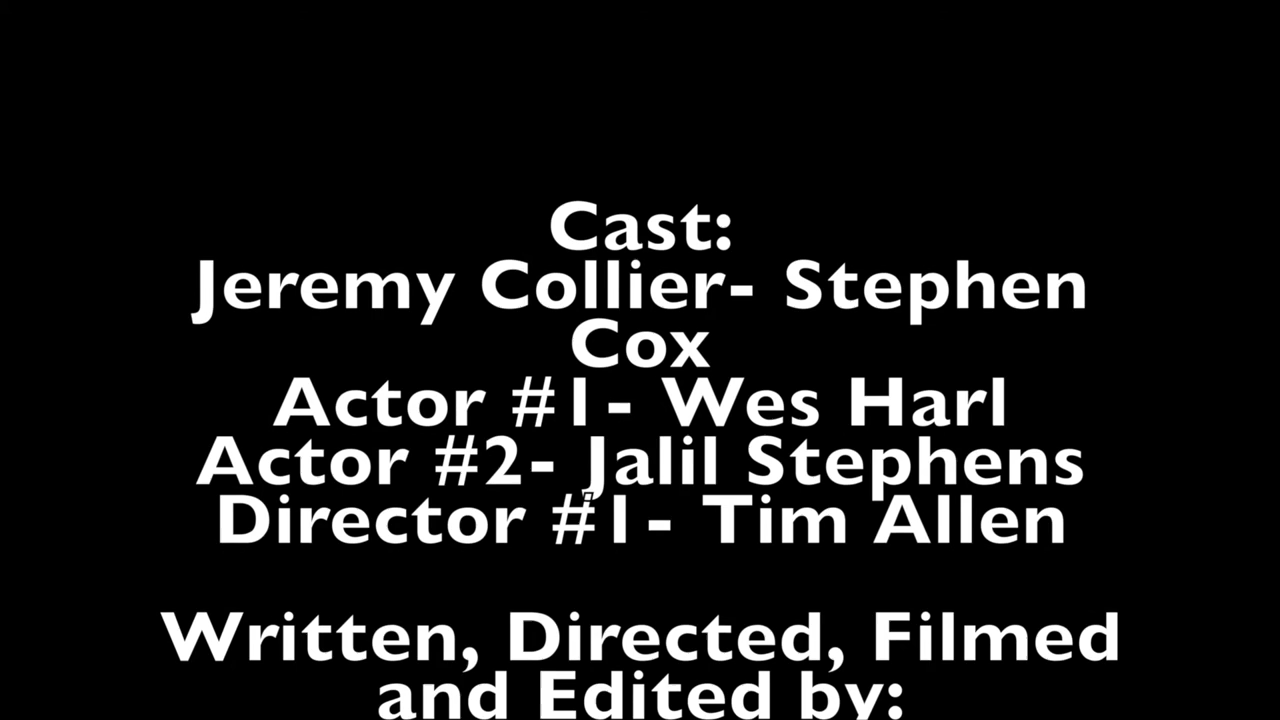 Cast:
Jeremy Collier- Stephen
Cox
Actor #1- Wes Harl
Actor #2- Jalil Stephens
Director #1- Tim Allen
Written, Directed, Filmed
and Edited by: